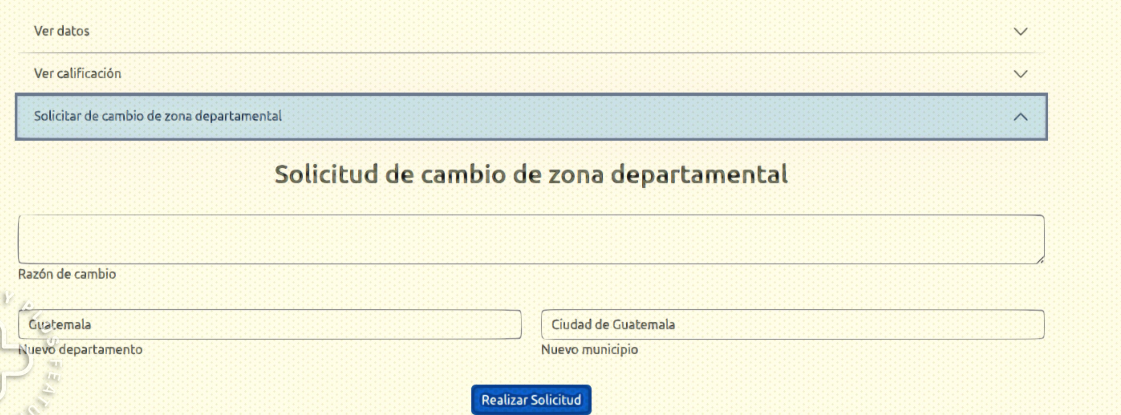 Ver datos
Ver calificación
Solicitar de cambio de zona departamental
Solicitud de cambio de zona departamental
Razón de cambio
Guatemala
Ciudad de Guatemala
Nuevo departamento
Nuevo municipio
Realizar Solicitud